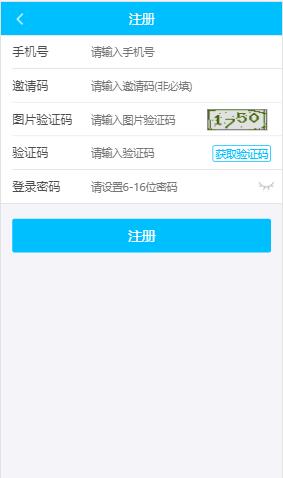 注册
手机号 请输入手机号
邀请码 请输入邀请码(非必填)
图片验证码 请输入图片验证码 1750
验证码 请输入验证码 获取验证码
登录密码 请设置6-16位密码
注册